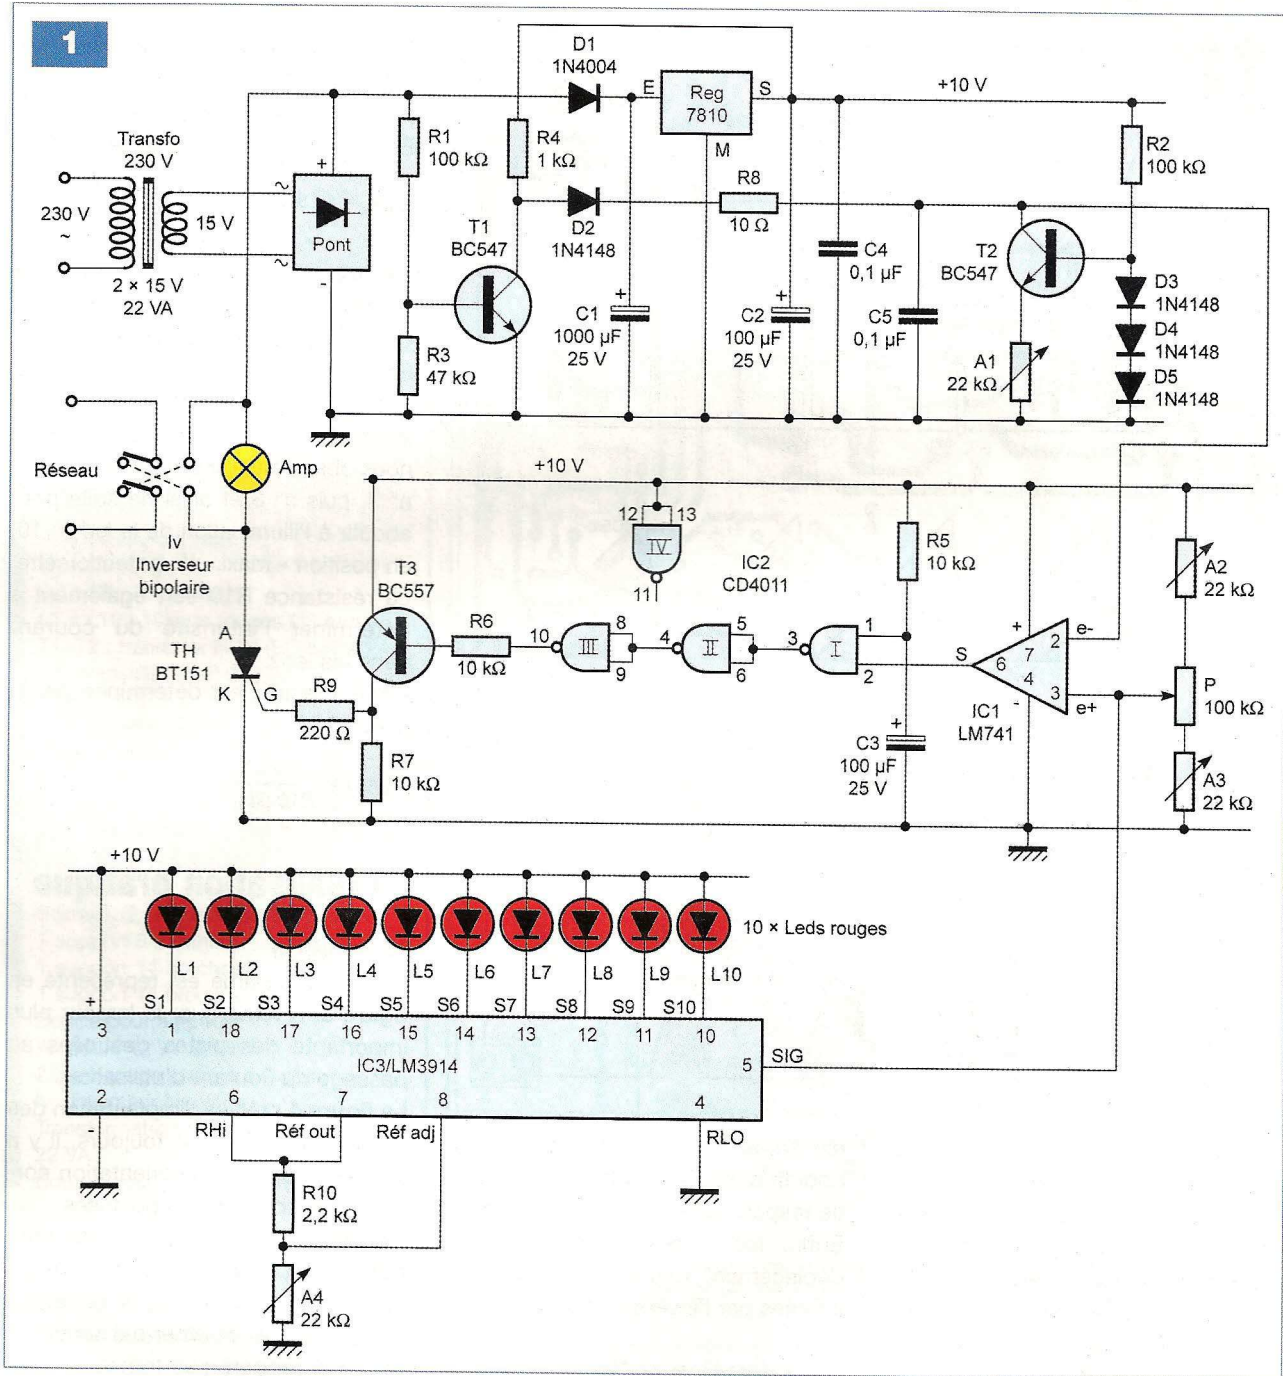 1
D1
1N4004
E
Reg
7810
S
+10 V
M
Transfo
230 V
230 V
~
15 V
2 × 15 V
22 VA
+
~
~
Pont
-
R1
100 kΩ
R4
1 kΩ
R2
100 kΩ
R8
10 Ω
D2
1N4148
T1
BC547
T2
BC547
C4
0,1 µF
R3
47 kΩ
+
C1
1000 µF
25 V
+
C2
100 µF
25 V
C5
0,1 µF
A1
22 kΩ
D3
1N4148
D4
1N4148
D5
1N4148
Réseau
Iv
Inverseur
bipolaire
Amp
+10 V
12
13
IV
11
IC2
CD4011
R5
10 kΩ
A2
22 kΩ
T3
BC557
R6
10 kΩ
10
III
8
9
4
II
5
6
3
I
1
2
S
6
+
7
4
-
2
3
e-
e+
IC1
LM741
P
100 kΩ
A
TH
BT151
K
G
R9
220 Ω
R7
10 kΩ
+
C3
100 µF
25 V
A3
22 kΩ
+10 V
10 × Leds rouges
L1
L2
L3
L4
L5
L6
L7
L8
L9
L10
+
S1
S2
S3
S4
S5
S6
S7
S8
S9
S10
3
1
18
17
16
15
14
13
12
11
10
IC3/LM3914
5
SIG
2
6
7
8
4
-
RHi
Réf out
Réf adj
RLO
R10
2,2 kΩ
A4
22 kΩ